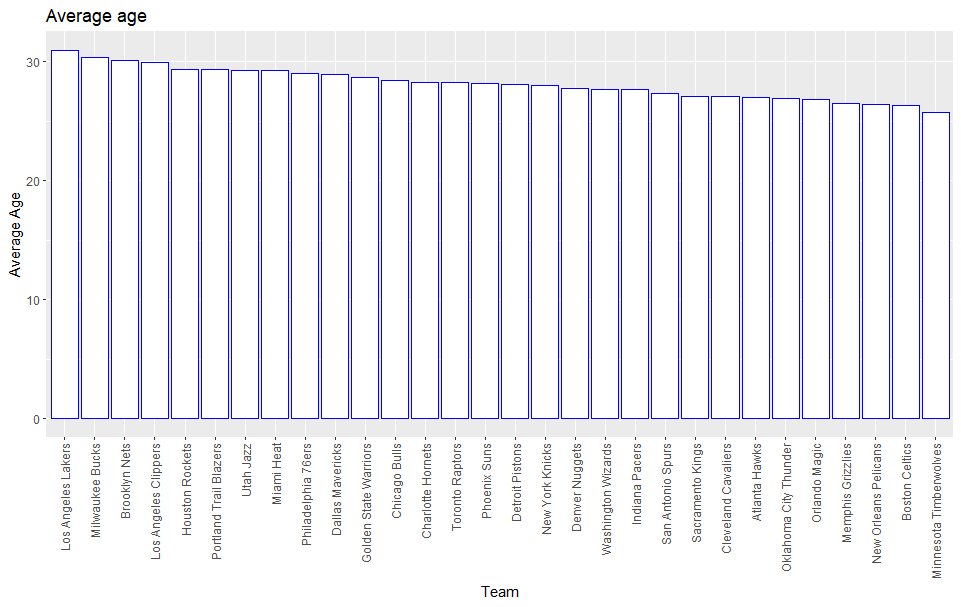 Average age
Average Age
30
20
10
0
Los Angeles Lakers
Milwaukee Bucks
Brooklyn Nets
Los Angeles Clippers
Houston Rockets
Portland Trail Blazers
Utah Jazz
Miami Heat
Philadelphia 76ers
Dallas Mavericks
Golden State Warriors
Chicago Bulls
Charlotte Hornets
Toronto Raptors
Phoenix Suns
Detroit Pistons
New York Knicks
Denver Nuggets
Washington Wizards
Indiana Pacers
San Antonio Spurs
Sacramento Kings
Cleveland Cavaliers
Atlanta Hawks
Oklahoma City Thunder
Orlando Magic
Memphis Grizzlies
New Orleans Pelicans
Boston Celtics
Minnesota Timberwolves
Team